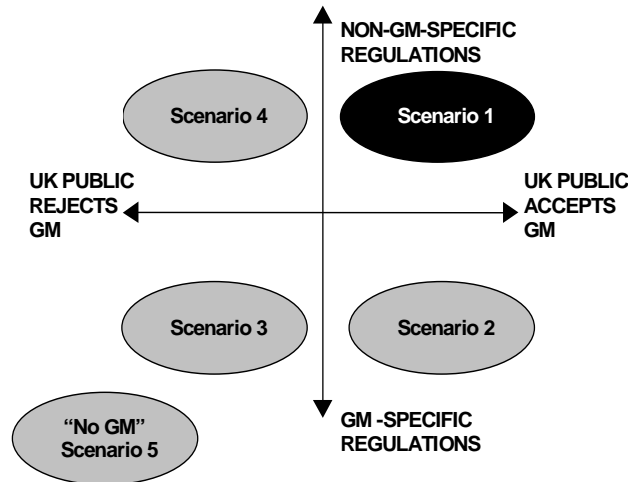 NON-GM-SPECIFIC
REGULATIONS
Scenario 4
Scenario 1
UK PUBLIC
REJECTS
GM
UK PUBLIC
ACCEPTS
GM
Scenario 3
Scenario 2
“No GM”
Scenario 5
GM -SPECIFIC
REGULATIONS